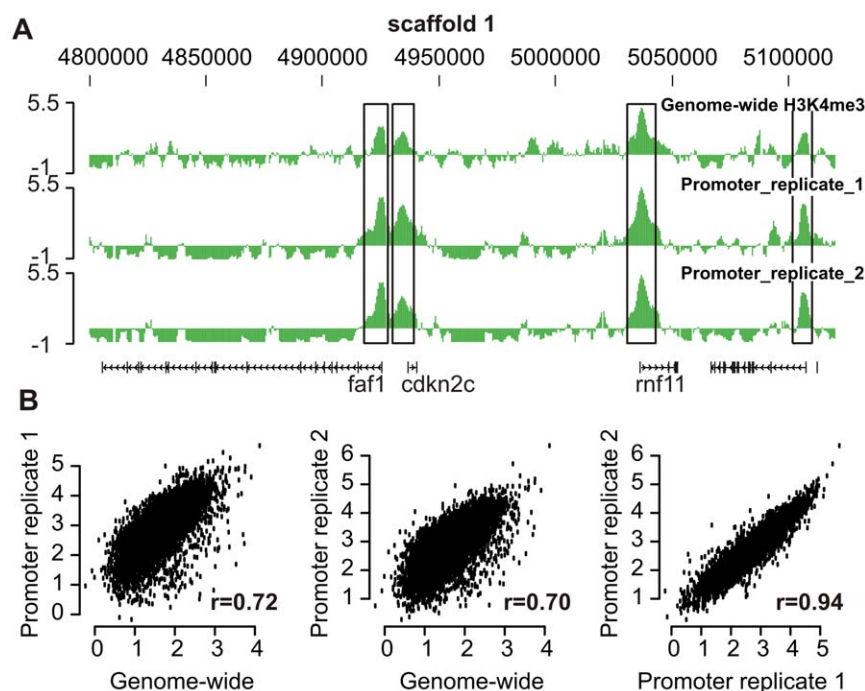 A
scaffold 1
4800000 4850000 4900000 4950000 5000000 5050000 5100000
5.5
Genome-wide H3K4me3
-1
5.5
Promoter_replicate_1
-1
5.5
Promoter_replicate_2
-1
faf1 cdkn2c rnf11
B
Promoter replicate 1
5
4
3
2
1
0
r=0.72
0 1 2 3 4
Genome-wide
Promoter replicate 2
6
5
4
3
2
1
r=0.70
0 1 2 3 4
Genome-wide
Promoter replicate 2
6
5
4
3
2
1
r=0.94
0 1 2 3 4 5
Promoter replicate 1